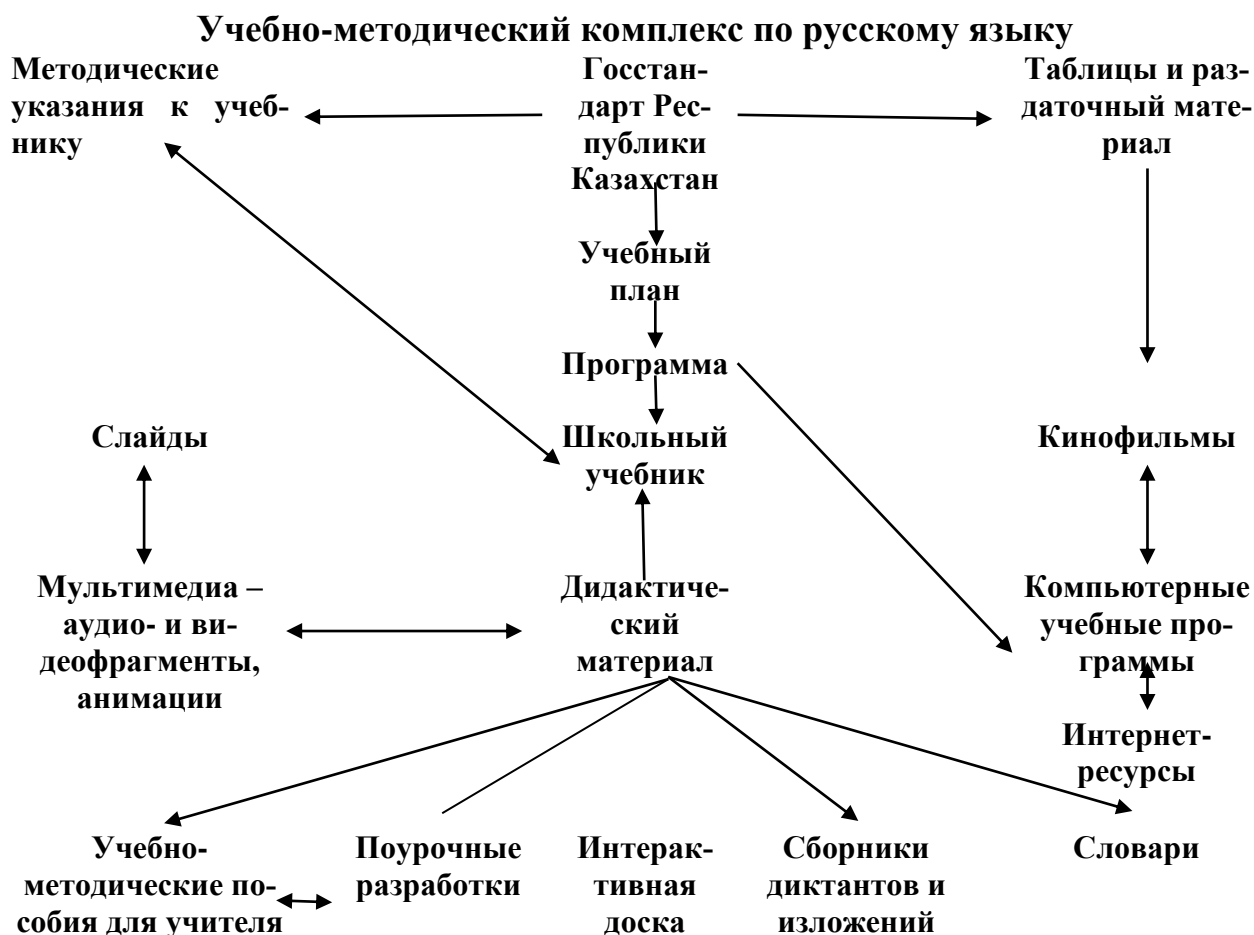 Учебно-методический комплекс по русскому языку
Методические
указания к учеб-
нику
Госстан-
дарт Рес-
публики
Казахстан
Таблицы и раз-
даточный мате-
риал
Учебный
план
Программа
Слайды
Школьный
учебник
Кинофильмы
Мультимедиа –
аудио- и ви-
деофрагменты,
анимации
Дидактиче-
ский
материал
Компьютерные
учебные про-
граммы
Интернет-
ресурсы
Учебно-
методические по-
собия для учителя
Поурочные
разработки
Интерак-
тивная
доска
Сборники
диктантов и
изложений
Словари